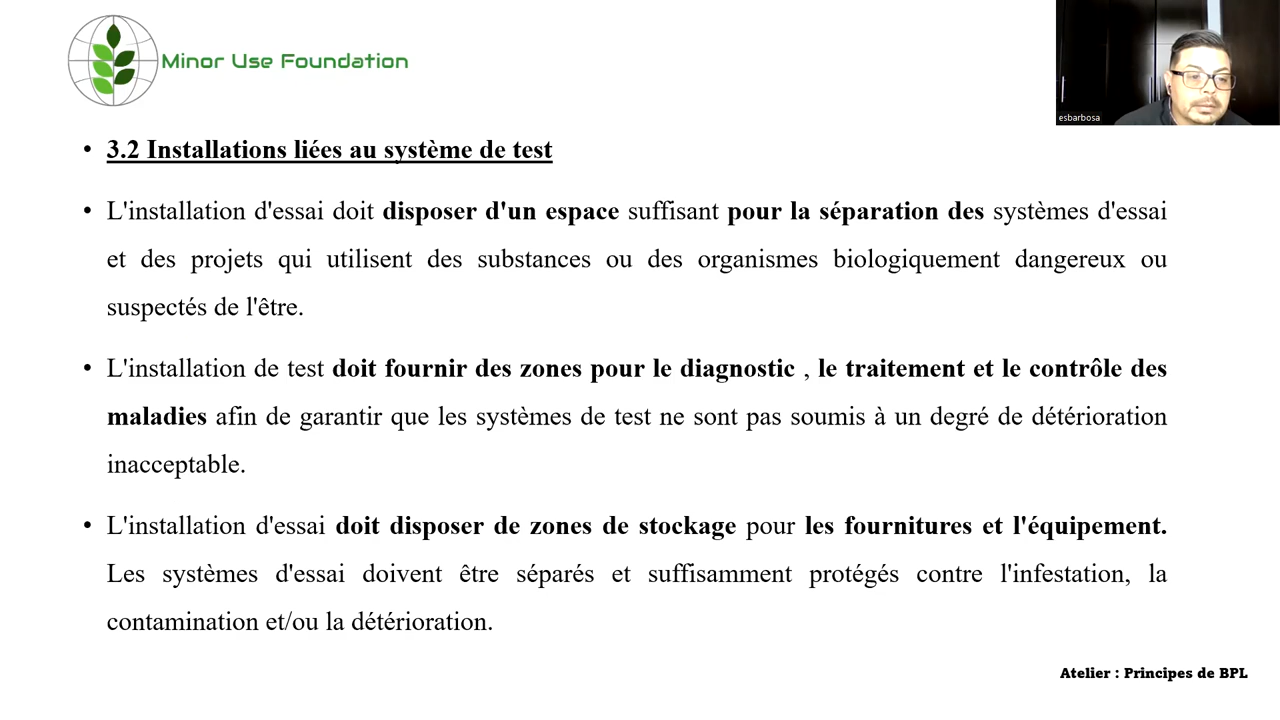 Minor Use Foundation
esbarbosa
• 3.2 Installations liées au système de test
• L'installation d'essai doit disposer d'un espace suffisant pour la séparation des systèmes d'essai
et des projets qui utilisent des substances ou des organismes biologiquement dangereux ou
suspectés de l'être.
• L'installation de test doit fournir des zones pour le diagnostic , le traitement et le contrôle des
maladies afin de garantir que les systèmes de test ne sont pas soumis à un degré de détérioration
inacceptable.
• L'installation d'essai doit disposer de zones de stockage pour les fournitures et l'équipement.
Les systèmes d'essai doivent être séparés et suffisamment protégés contre l'infestation, la
contamination et/ou la détérioration.
Atelier : Principes de BPL